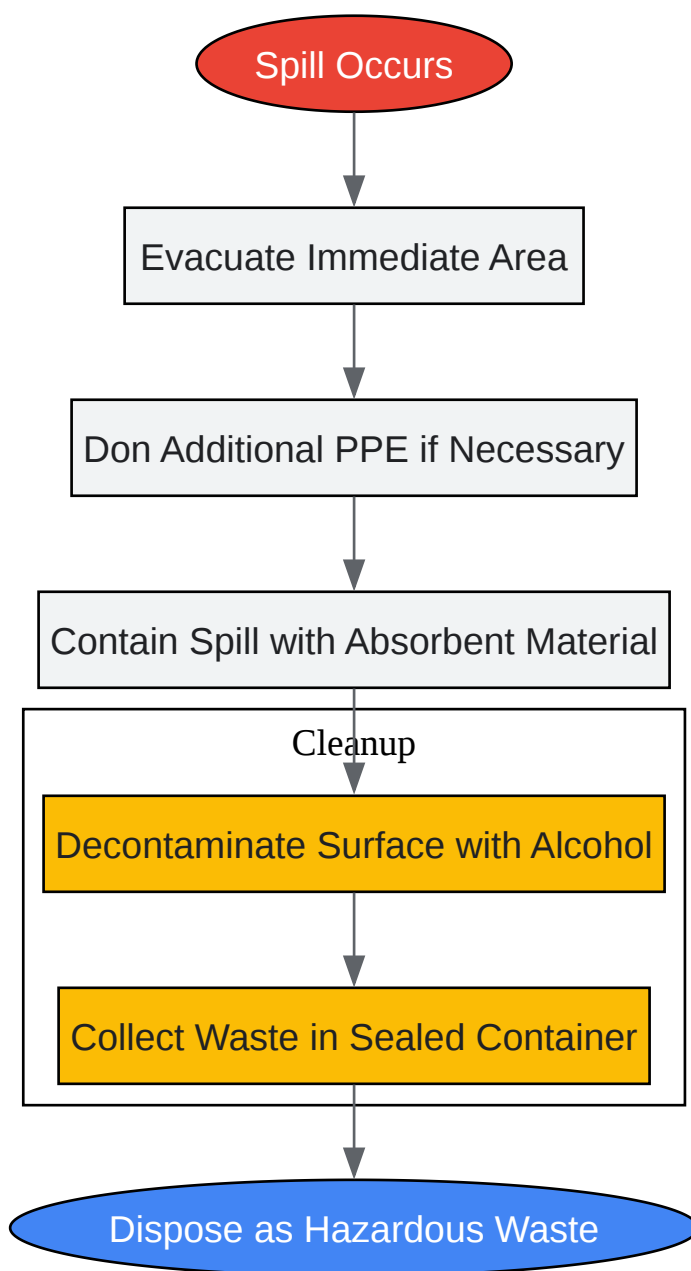 Spill Occurs
Evacuate Immediate Area
Don Additional PPE if Necessary
Contain Spill with Absorbent Material
Cleanup
Decontaminate Surface with Alcohol
Collect Waste in Sealed Container
Dispose as Hazardous Waste